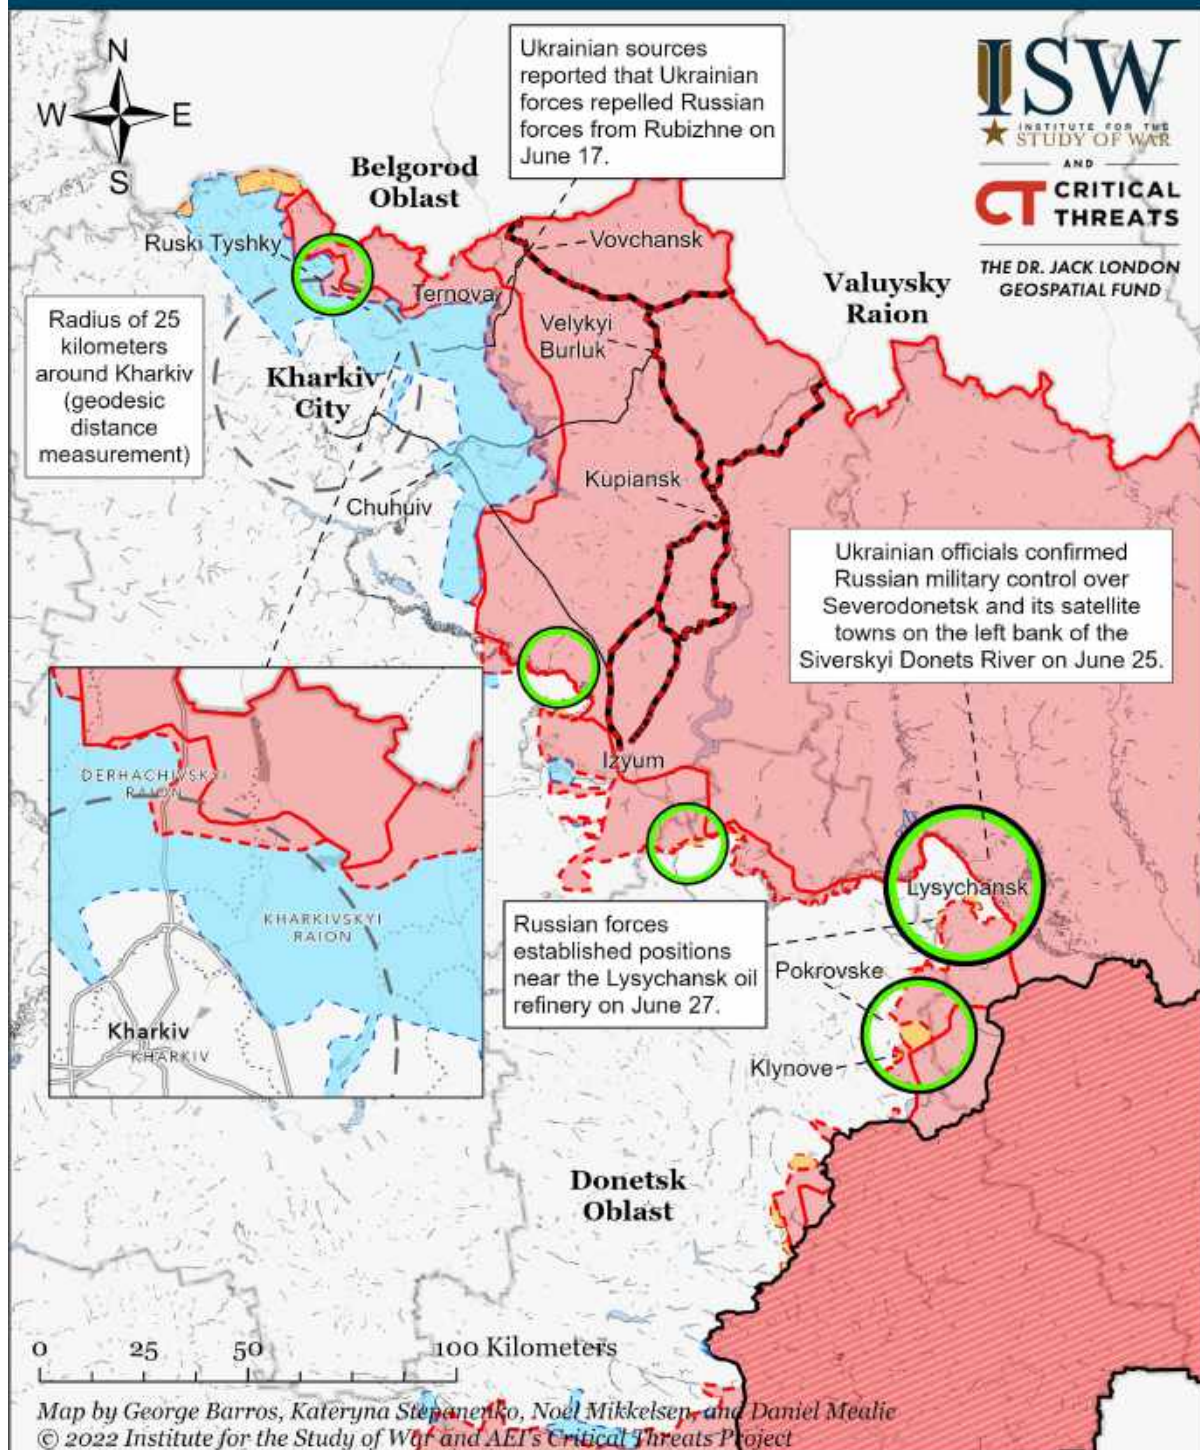 N
W
E
S
Ukrainian sources
reported that Ukrainian
forces repelled Russian
forces from Rubizhne on
June 17.
ISW
INSTITUTE FOR THE
STUDY OF WAR
AND
CT CRITICAL
THREATS
THE DR. JACK LONDON
GEOSPATIAL FUND
Belgorod
Oblast
Ruski Tyshky
Vovchansk
Ternova
Valuysky
Raion
Radius of 25
kilometers
around Kharkiv
(geodesic
distance
measurement)
Velykyi
Burluk
Kharkiv
City
Kupiansk
Chuhuiv
Ukrainian officials confirmed
Russian military control over
Severodonetsk and its satellite
towns on the left bank of the
Siverskyi Donets River on June 25.
Izyum
DERHACHIVSKYI
RAION
KHARKIVSKYI
RAION
Kharkiv
KHARKIV
Lysychansk
Russian forces
established positions
near the Lysychansk oil
refinery on June 27.
Pokrovske
Klynove
Donetsk
Oblast
0 25 50 100 Kilometers
Map by George Barros, Kateryna Stepanenko, Noel Mikkelsen, and Daniel Mealie
© 2022 Institute for the Study of War and AEI's Critical Threats Project